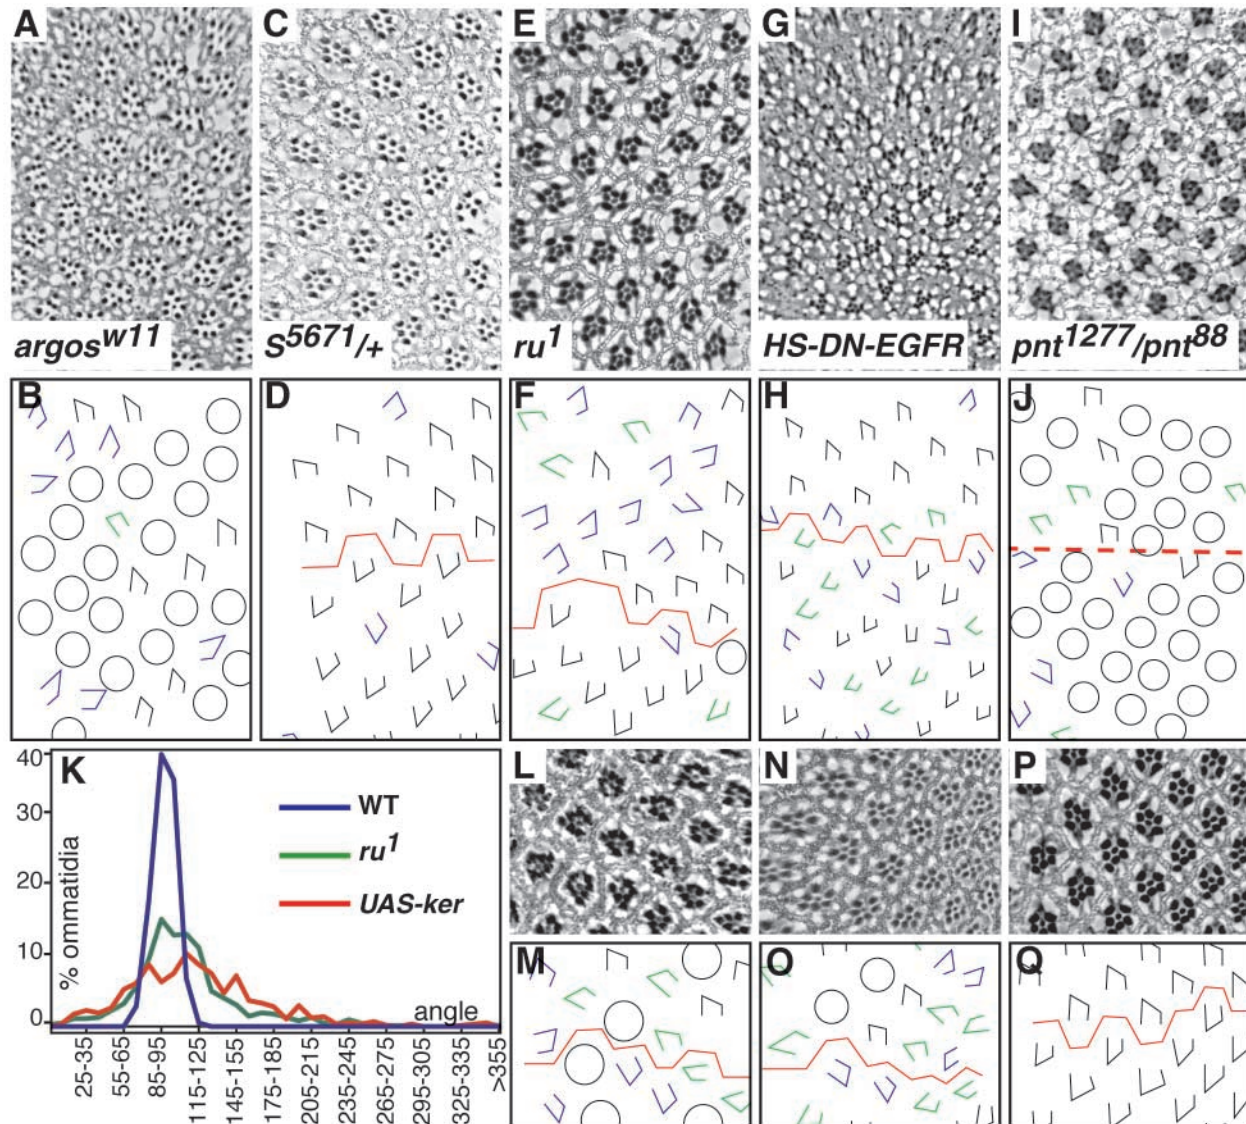 A C E G I
argos^w11 S^5671/+ ru^1 HS-DN-EGFR pnt^1277/pnt^88
B D F H J
K L N P
40
30
20
10
0
% ommatidia
WT
ru^1
UAS-ker
angle
25-35
55-65
85-95
115-125
145-155
175-185
205-215
235-245
265-275
295-305
325-335
>355
M O Q